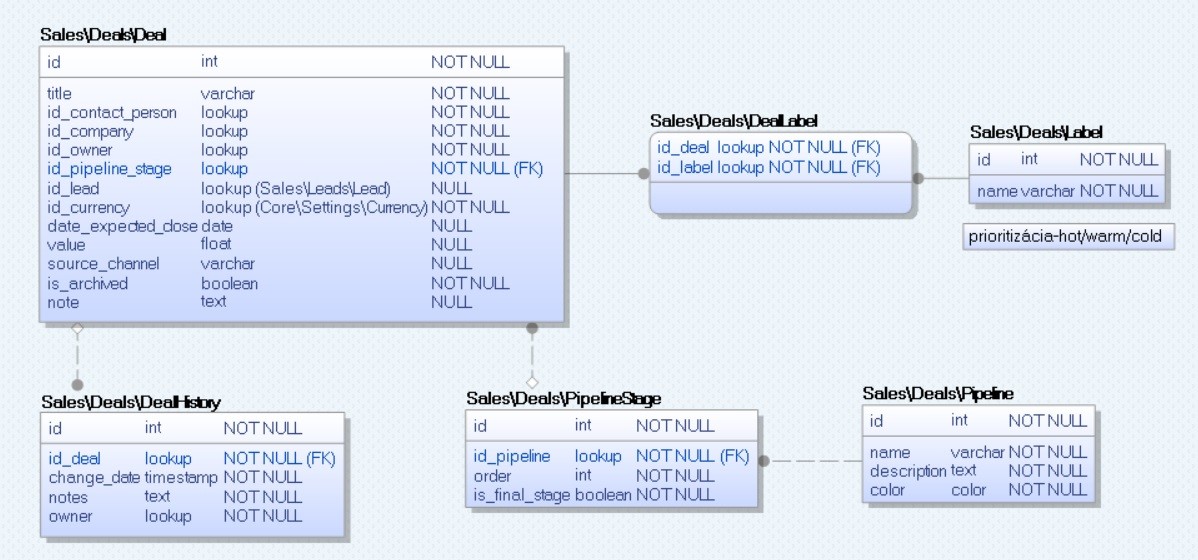 Sales\Deals\Deal
id int NOT NULL
title varchar NOT NULL
id_contact_person lookup NOT NULL
id_company lookup NOT NULL
id_owner lookup NOT NULL
id_pipeline_stage lookup NOT NULL (FK)
id_lead lookup (Sales\Leads\Lead) NULL
id_currency lookup (Core\Settings\Currency) NOT NULL
date_expected_close date NULL
value float NULL
source_channel varchar NULL
is_archived boolean NOT NULL
note text NULL
Sales\Deals\DealLabel
id_deal lookup NOT NULL (FK)
id_label lookup NOT NULL (FK)
Sales\Deals\Label
id int NOT NULL
name varchar NOT NULL
prioritizácia-hot/warm/cold
Sales\Deals\DealHistory
id int NOT NULL
id_deal lookup NOT NULL (FK)
change_date timestamp NOT NULL
notes text NOT NULL
owner lookup NOT NULL
Sales\Deals\PipelineStage
id int NOT NULL
id_pipeline lookup NOT NULL (FK)
order int NOT NULL
is_final_stage boolean NOT NULL
Sales\Deals\Pipeline
id int NOT NULL
name varchar NOT NULL
description text NOT NULL
color color NOT NULL